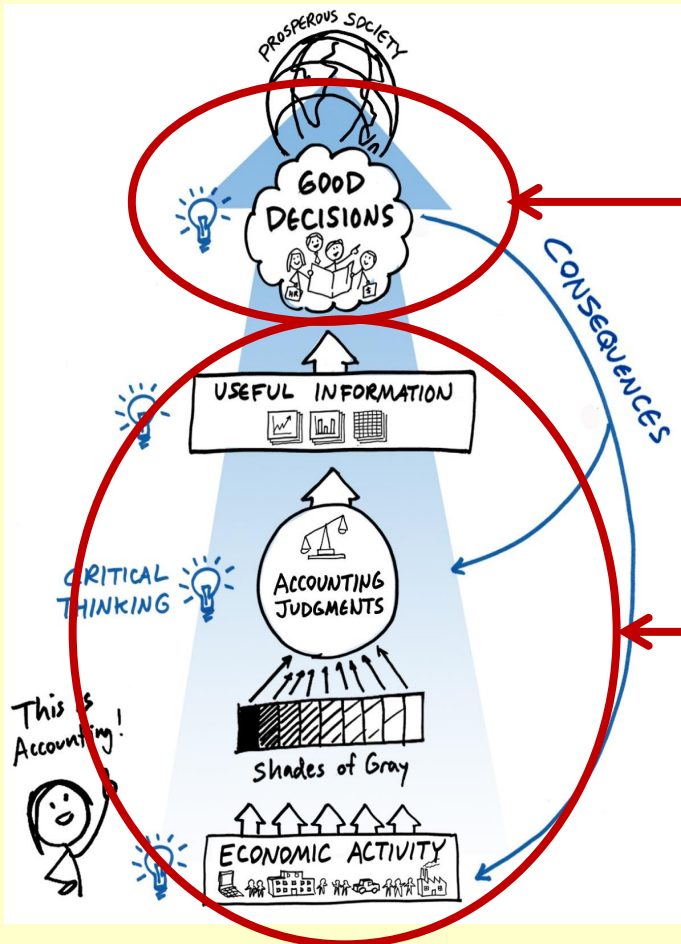 PROSPEROUS SOCIETY
GOOD
DECISIONS
HR
$
CONSEQUENCES
USEFUL INFORMATION
CRITICAL
THINKING
ACCOUNTING
JUDGMENTS
This is
Accounting!
Shades of Gray
ECONOMIC ACTIVITY